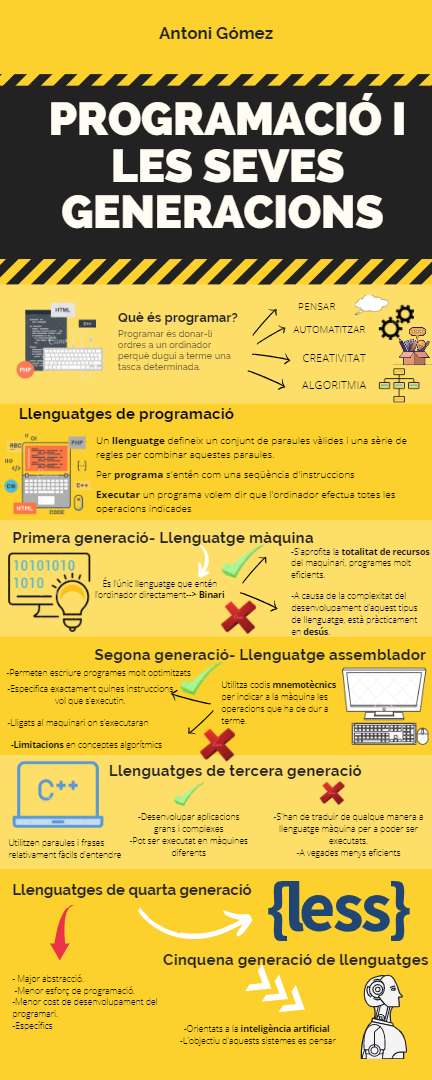 Antoni Gómez
PROGRAMACIÓ I
LES SEVES
GENERACIONS
HTML
C++
PHP
Què és programar?
Programar és donar-li
ordres a un ordinador
perquè dugui a terme una
tasca determinada.
PENSAR
AUTOMATITZAR
CREATIVITAT
ALGORITMIA
Llenguatges de programació
CI
ABC
PHP
</>
C++
HTML
CODE
Un llenguatge defineix un conjunt de paraules vàlides i una sèrie de
regles per combinar aquestes paraules.
Per programa s'entén com una seqüència d'instruccions
Executar un programa volem dir que l'ordinador efectua totes les
operacions indicades
Primera generació- Llenguatge màquina
10101010
1010
És l'únic llenguatge que entén
l'ordinador directament--> Binari
-S'aprofita la totalitat de recursos
del maquinari, programes molt
eficients.
-A causa de la complexitat del
desenvolupament d'aquest tipus
de llenguatge, està pràcticament
en desús.
Segona generació- Llenguatge assemblador
-Permeten escriure programes molt optimitzats
-Especifica exactament quines instruccions
vol que s'executin.
-Lligats al maquinari on s'executaran
-Limitacions en conceptes algorítmics
Utilitza codis mnemotècnics
per indicar a la màquina les
operacions que ha de dur a
terme.
Llenguatges de tercera generació
C++
Utilitzen paraules i frases
relativament fàcils d'entendre
-Desenvolupar aplicacions
grans i complexes
-Pot ser executat en màquines
diferents
-S'han de traduir de qualque manera a
llenguatge màquina per a poder ser
executats.
-A vegades menys eficients
Llenguatges de quarta generació
{less}
- Major abstracció.
-Menor esforç de programació.
-Menor cost de desenvolupament del
programari.
-Específics
Cinquena generació de llenguatges
-Orientats a la inteligència artificial
-L'objectiu d'aquests sistemes es pensar